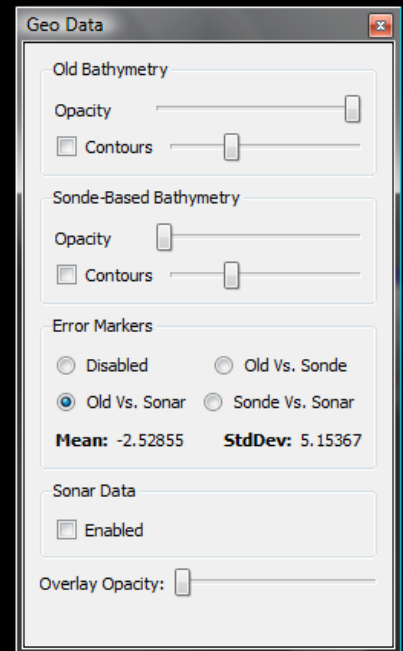 Geo Data
Old Bathymetry
Opacity
Contours
Sonde-Based Bathymetry
Opacity
Contours
Error Markers
Disabled Old Vs. Sonde
Old Vs. Sonar Sonde Vs. Sonar
Mean: -2.52855 StdDev: 5.15367
Sonar Data
Enabled
Overlay Opacity: